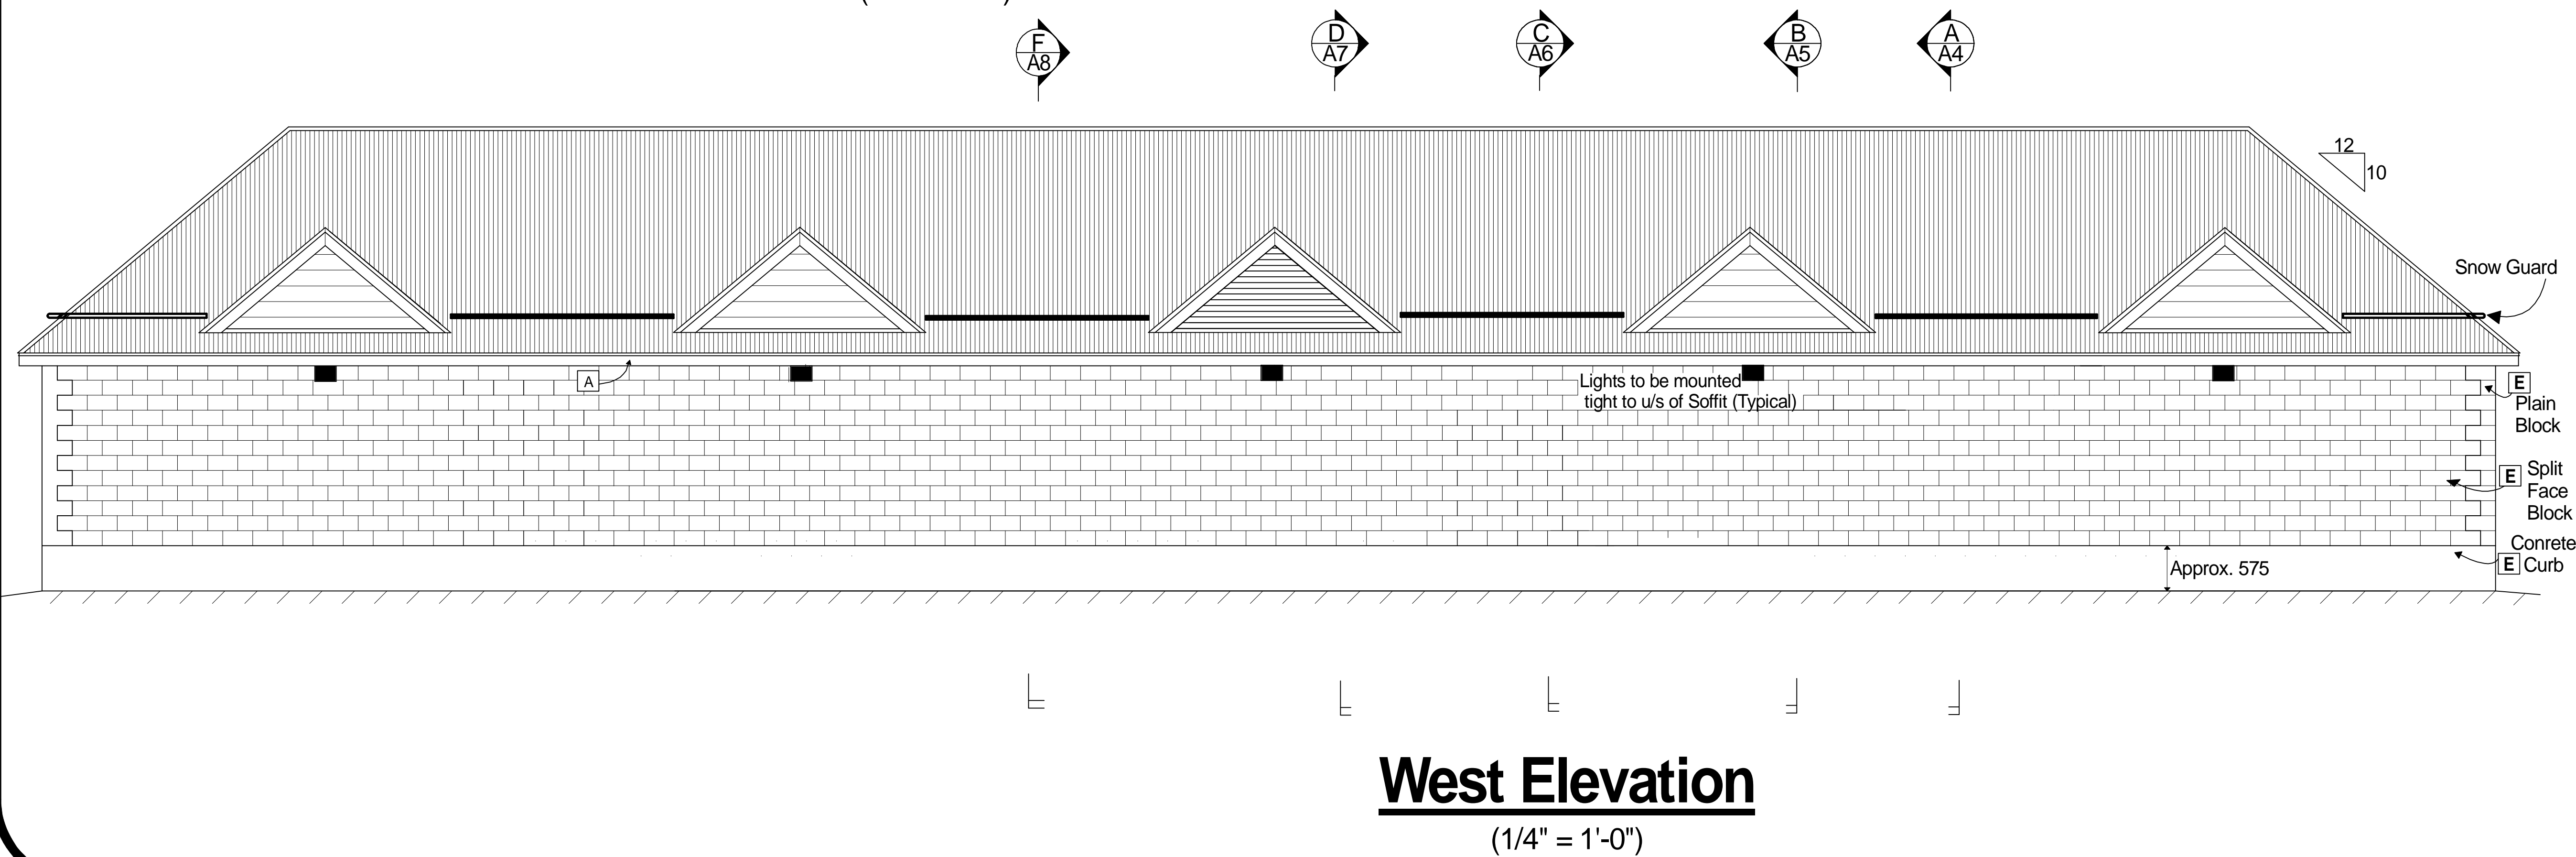 F
A8
D
A7
C
A6
B
A5
A
A4
12
10
Snow Guard
A
Lights to be mounted
tight to u/s of Soffit (Typical)
E
Plain
Block
E Split
Face
Block
Conrete
E Curb
Approx. 575
West Elevation
(1/4" = 1'-0")